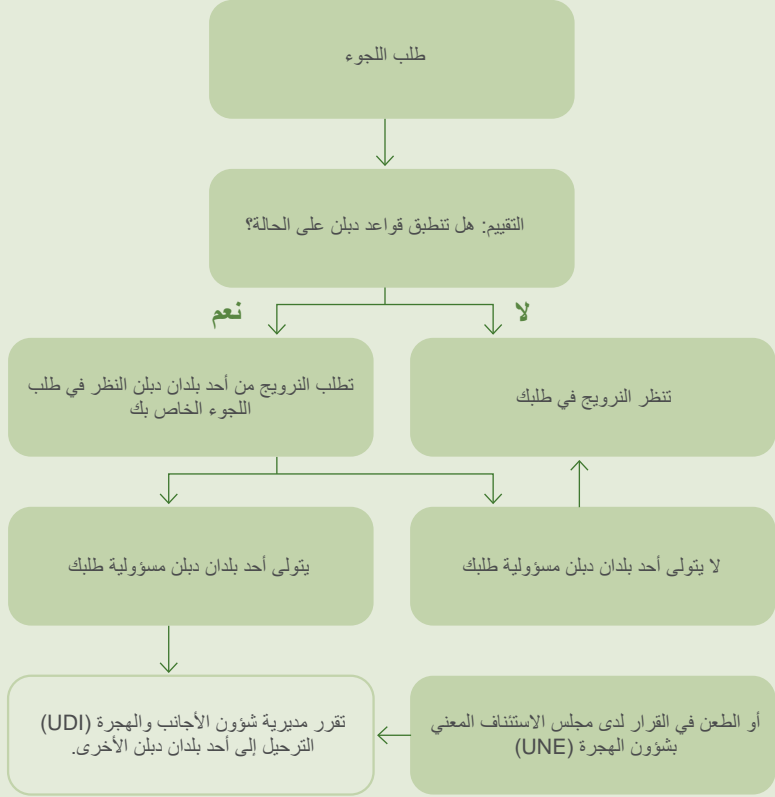 طلب اللجوء
التقييم: هل تنطبق قواعد دبلن على الحالة؟
لا
نعم
تنظر النرويج في طلبك
تطلب النرويج من أحد بلدان دبلن النظر في طلب
اللجوء الخاص بك
لا يتولى أحد بلدان دبلن مسؤولية طلبك
يتولى أحد بلدان دبلن مسؤولية طلبك
أو الطعن في القرار لدى مجلس الاستئناف المعني
بشؤون الهجرة (UNE)
تقرر مديرية شؤون الأجانب والهجرة (UDI)
الترحيل إلى أحد بلدان دبلن الأخرى.